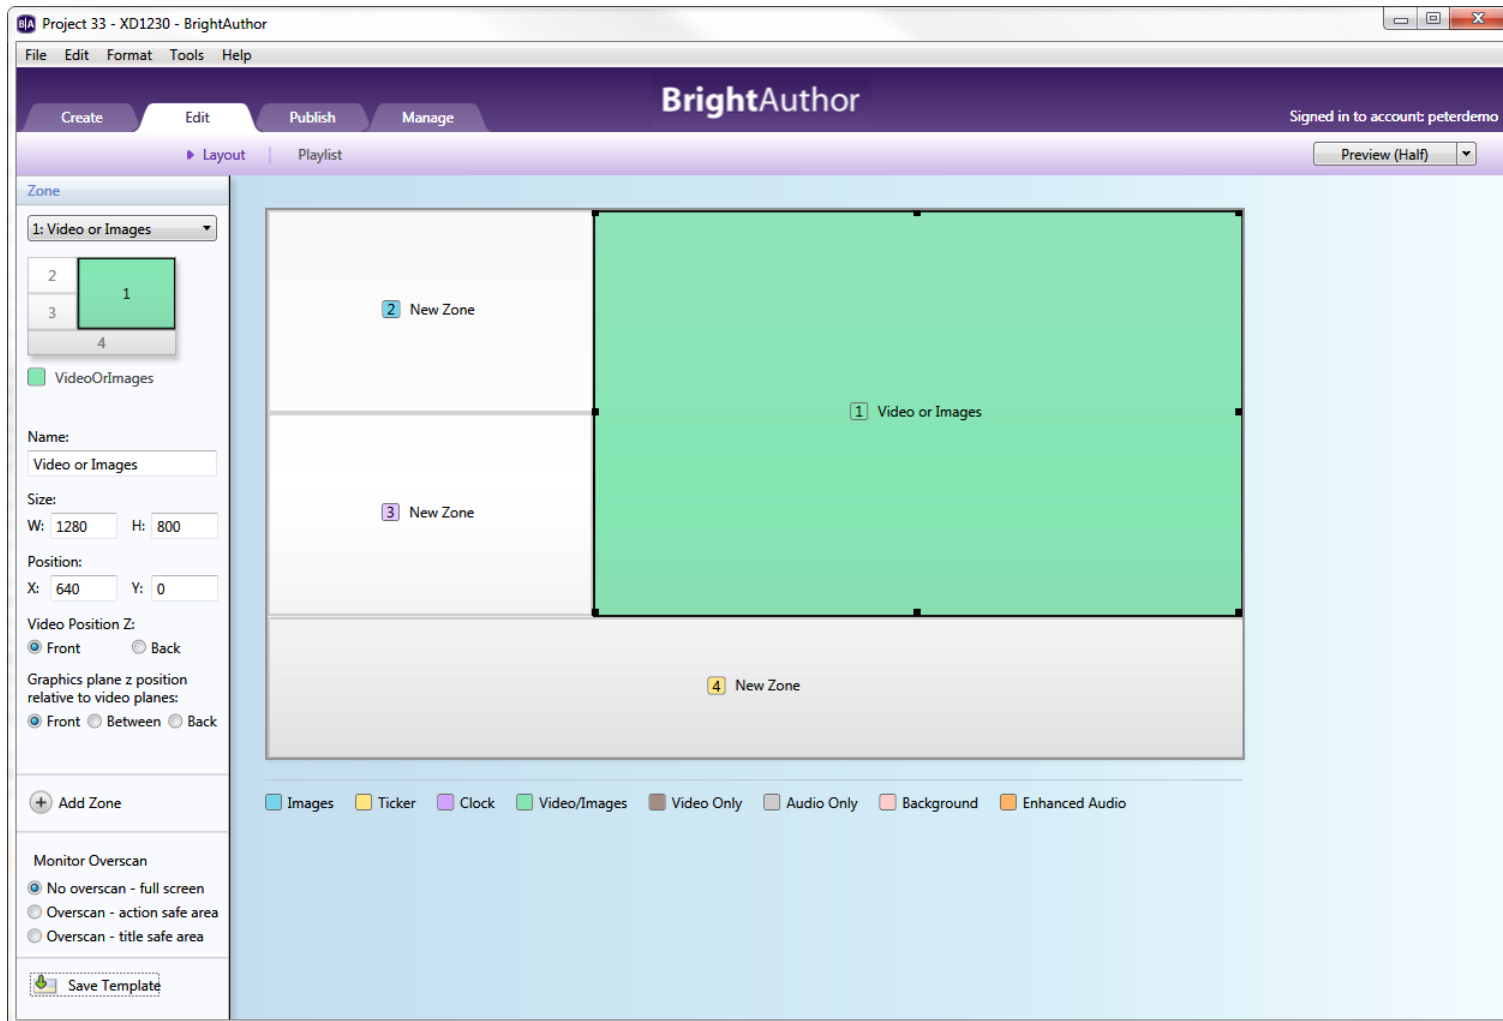 BA Project 33 - XD1230 - BrightAuthor
File Edit Format Tools Help
BrightAuthor
Create Edit Publish Manage
Signed in to account: peterdemo
Layout Playlist
Preview (Half)
Zone
1: Video or Images
2
1
3
4
VideoOrImages
Name:
Video or Images
Size:
W: 1280 H: 800
Position:
X: 640 Y: 0
Video Position Z:
Front Back
Graphics plane z position
relative to video planes:
Front Between Back
Add Zone
Monitor Overscan
No overscan - full screen
Overscan - action safe area
Overscan - title safe area
Save Template
2 New Zone
1 Video or Images
3 New Zone
4 New Zone
Images Ticker Clock Video/Images Video Only Audio Only Background Enhanced Audio